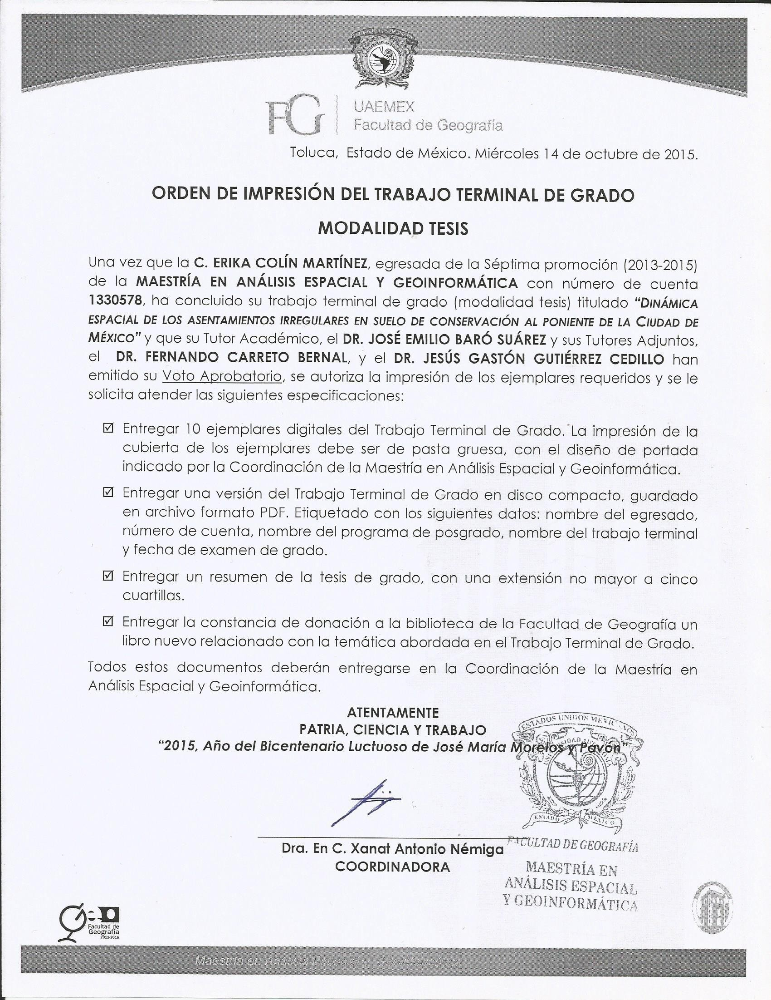 ESTADOS UNIDOS MEXICANOS
FG
UAEMEX
Facultad de Geografía
Toluca, Estado de México. Miércoles 14 de octubre de 2015.
ORDEN DE IMPRESIÓN DEL TRABAJO TERMINAL DE GRADO
MODALIDAD TESIS
Una vez que la C. ERIKA COLÍN MARTÍNEZ, egresada de la Séptima promoción (2013-2015)
de la MAESTRÍA EN ANÁLISIS ESPACIAL Y GEOINFORMÁTICA con número de cuenta
1330578, ha concluido su trabajo terminal de grado (modalidad tesis) titulado “DINÁMICA
ESPACIAL DE LOS ASENTAMIENTOS IRREGULARES EN SUELO DE CONSERVACIÓN AL PONIENTE DE LA CIUDAD DE
MÉXICO” y que su Tutor Académico, el DR. JOSÉ EMILIO BARÓ SUÁREZ y sus Tutores Adjuntos,
el DR. FERNANDO CARRETO BERNAL, y el DR. JESÚS GASTÓN GUTIÉRREZ CEDILLO han
emitido su Voto Aprobatorio, se autoriza la impresión de los ejemplares requeridos y se le
solicita atender las siguientes especificaciones:
☑ Entregar 10 ejemplares digitales del Trabajo Terminal de Grado. La impresión de la
cubierta de los ejemplares debe ser de pasta gruesa, con el diseño de portada
indicado por la Coordinación de la Maestría en Análisis Espacial y Geoinformática.
☑ Entregar una versión del Trabajo Terminal de Grado en disco compacto, guardado
en archivo formato PDF. Etiquetado con los siguientes datos: nombre del egresado,
número de cuenta, nombre del programa de posgrado, nombre del trabajo terminal
y fecha de examen de grado.
☑ Entregar un resumen de la tesis de grado, con una extensión no mayor a cinco
cuartillas.
☑ Entregar la constancia de donación a la biblioteca de la Facultad de Geografía un
libro nuevo relacionado con la temática abordada en el Trabajo Terminal de Grado.
Todos estos documentos deberán entregarse en la Coordinación de la Maestría en
Análisis Espacial y Geoinformática.
ATENTAMENTE
PATRIA, CIENCIA Y TRABAJO
“2015, Año del Bicentenario Luctuoso de José María Morelos y Pavón”
ESTADOS UNIDOS MEXICANOS
ESTADO MEXICO
Dra. En C. Xanat Antonio Némiga
COORDINADORA
FACULTAD DE GEOGRAFÍA
MAESTRÍA EN
ANÁLISIS ESPACIAL
Y GEOINFORMÁTICA
Facultad de
Geografía
2012-2016
Maestría en Análisis Espacial y Geoinformática